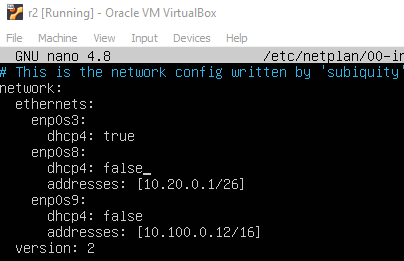 r2 [Running] - Oracle VM VirtualBox
File Machine View Input Devices Help
GNU nano 4.8 /etc/netplan/00-in
# This is the network config written by 'subiquity'
network:
  ethernets:
    enp0s3:
      dhcp4: true
    enp0s8:
      dhcp4: false
      addresses: [10.20.0.1/26]
    enp0s9:
      dhcp4: false
      addresses: [10.100.0.12/16]
  version: 2